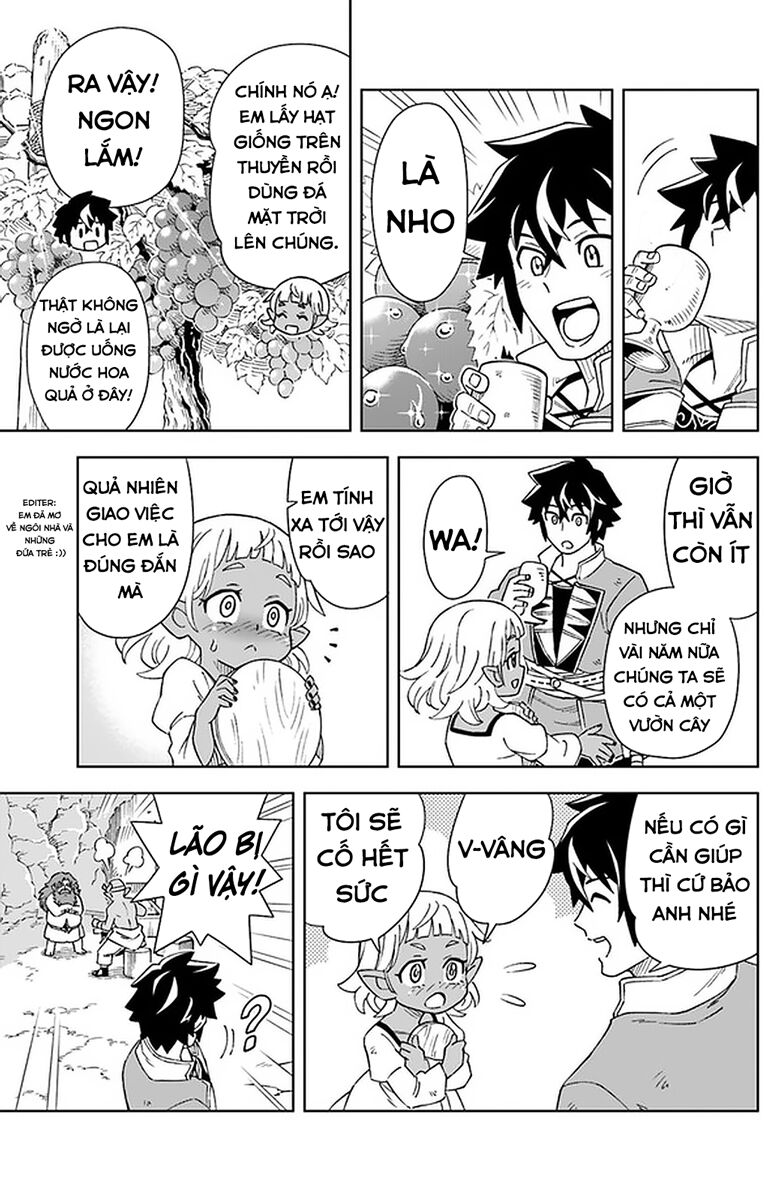 LÀ
NHO
CHÍNH NÓ Ạ!
EM LẤY HẠT
GIỐNG TRÊN
THUYỀN RỒI
DÙNG ĐÁ
MẶT TRỜI
LÊN CHÚNG.
RA VẬY!
NGON
LẮM!
THẬT KHÔNG
NGỜ LÀ LẠI
ĐƯỢC UỐNG
NƯỚC HOA
QUẢ Ở ĐÂY!
GIỜ
THÌ VẪN
CÒN ÍT
NHƯNG CHỈ
VÀI NĂM NỮA
CHÚNG TA SẼ
CÓ CẢ MỘT
VƯỜN CÂY
WA!
EM TÍNH
XA TỚI VẬY
RỒI SAO
QUẢ NHIÊN
GIAO VIỆC
CHO EM LÀ
ĐÚNG ĐẮN
MÀ
EDITER:
EM ĐÃ MƠ
VỀ NGÔI NHÀ VÀ
NHỮNG
ĐỨA TRẺ :))
NẾU CÓ GÌ
CẦN GIÚP
THÌ CỨ BẢO
ANH NHÉ
V-VÂNG
TÔI SẼ
CỐ HẾT
SỨC
LÃO BỊ
GÌ VẬY!
?